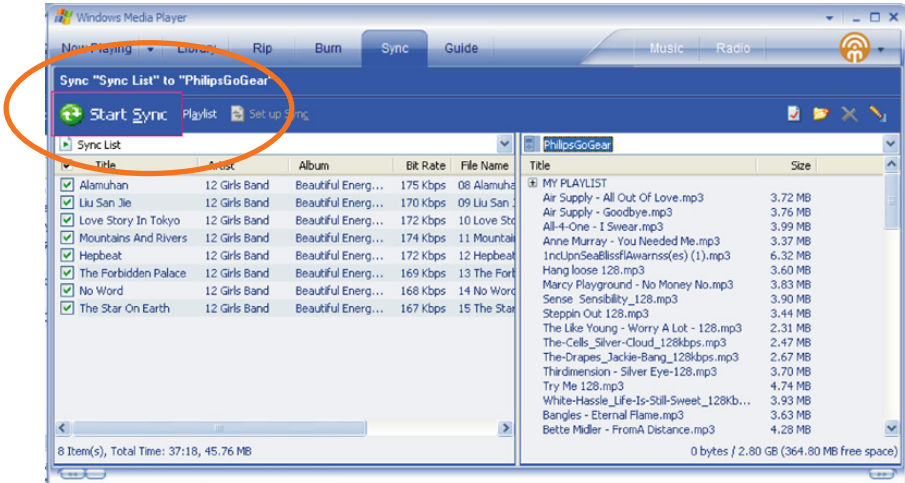 Windows Media Player
Now Playing Library Rip Burn Sync Guide Music Radio
Sync "Sync List" to "PhilipsGoGear"
Start Sync Playlist Set up Sync
Sync List
Title Artist Album Bit Rate File Name
Alamuhan 12 Girls Band Beautiful Energ... 175 Kbps 08 Alamuha
Liu San Jie 12 Girls Band Beautiful Energ... 170 Kbps 09 Liu San
Love Story In Tokyo 12 Girls Band Beautiful Energ... 172 Kbps 10 Love Sto
Mountains And Rivers 12 Girls Band Beautiful Energ... 174 Kbps 11 Mountai
Hepbeat 12 Girls Band Beautiful Energ... 172 Kbps 12 Hepbeat
The Forbidden Palace 12 Girls Band Beautiful Energ... 169 Kbps 13 The Forb
No Word 12 Girls Band Beautiful Energ... 168 Kbps 14 No Word
The Star On Earth 12 Girls Band Beautiful Energ... 167 Kbps 15 The Star
8 Item(s), Total Time: 37:18, 45.76 MB
PhilipsGoGear
Title Size
MY PLAYLIST
Air Supply - All Out Of Love.mp3 3.72 MB
Air Supply - Goodbye.mp3 3.76 MB
All-4-One - I Swear.mp3 3.99 MB
Anne Murray - You Needed Me.mp3 3.37 MB
1ncUpnSeaBlissflAwarnss(es) (1).mp3 6.32 MB
Hang loose 128.mp3 3.60 MB
Marcy Playground - No Money No.mp3 3.83 MB
Sense Sensibility_128.mp3 3.90 MB
Steppin Out 128.mp3 3.44 MB
The Like Young - Worry A Lot - 128.mp3 2.31 MB
The-Cells_Silver-Cloud_128kbps.mp3 2.47 MB
The-Drapes_Jackie-Bang_128kbps.mp3 2.67 MB
Thirdimension - Silver Eye-128.mp3 3.70 MB
Try Me 128.mp3 4.74 MB
White-Hassle_Life-Is-Still-Sweet_128Kb... 3.93 MB
Bangles - Eternal Flame.mp3 3.63 MB
Bette Midler - FromA Distance.mp3 4.28 MB
0 bytes / 2.80 GB (364.80 MB free space)